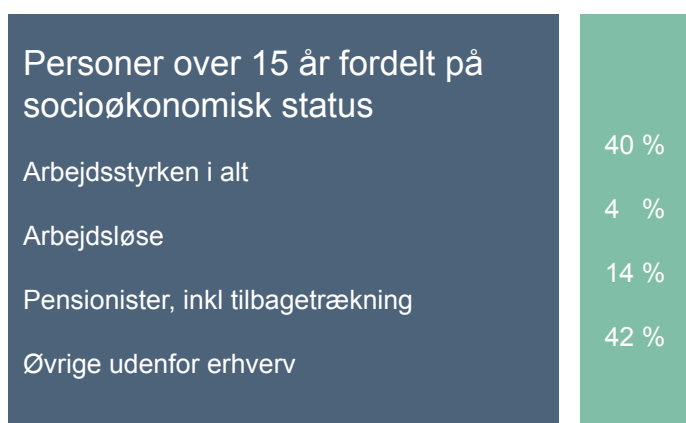 Personer over 15 år fordelt på
socioøkonomisk status
Arbejdsstyrken i alt
Arbejdsløse
Pensionister, inkl tilbagetrækning
Øvrige udenfor erhverv
40 %
4 %
14 %
42 %